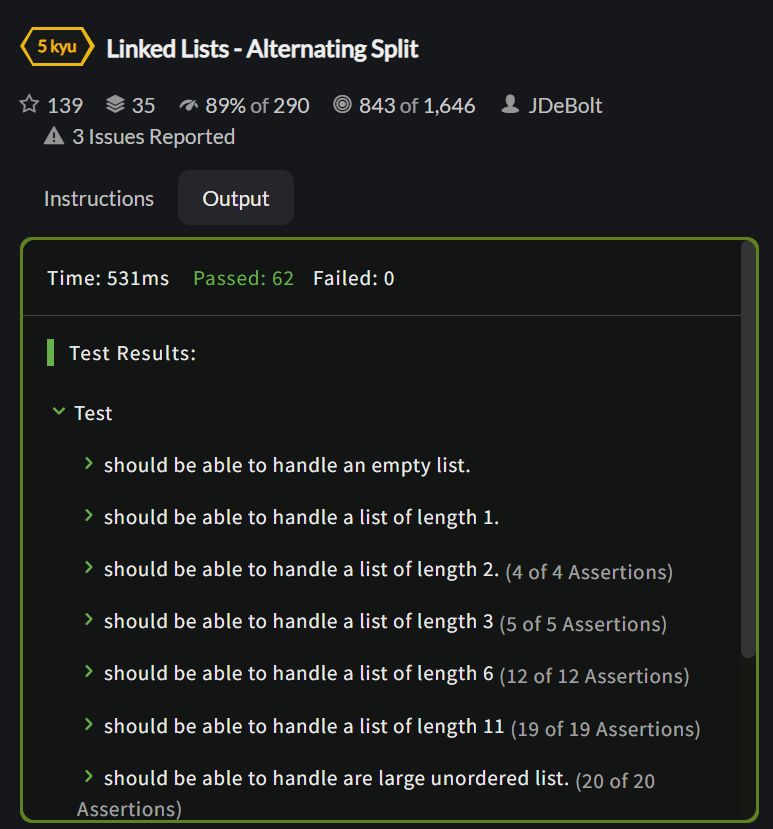 5 kyu Linked Lists - Alternating Split
139 35 89% of 290 843 of 1,646 JDeBolt
3 Issues Reported
Instructions Output
Time: 531ms Passed: 62 Failed: 0
Test Results:
Test
should be able to handle an empty list.
should be able to handle a list of length 1.
should be able to handle a list of length 2. (4 of 4 Assertions)
should be able to handle a list of length 3 (5 of 5 Assertions)
should be able to handle a list of length 6 (12 of 12 Assertions)
should be able to handle a list of length 11 (19 of 19 Assertions)
should be able to handle are large unordered list. (20 of 20
Assertions)